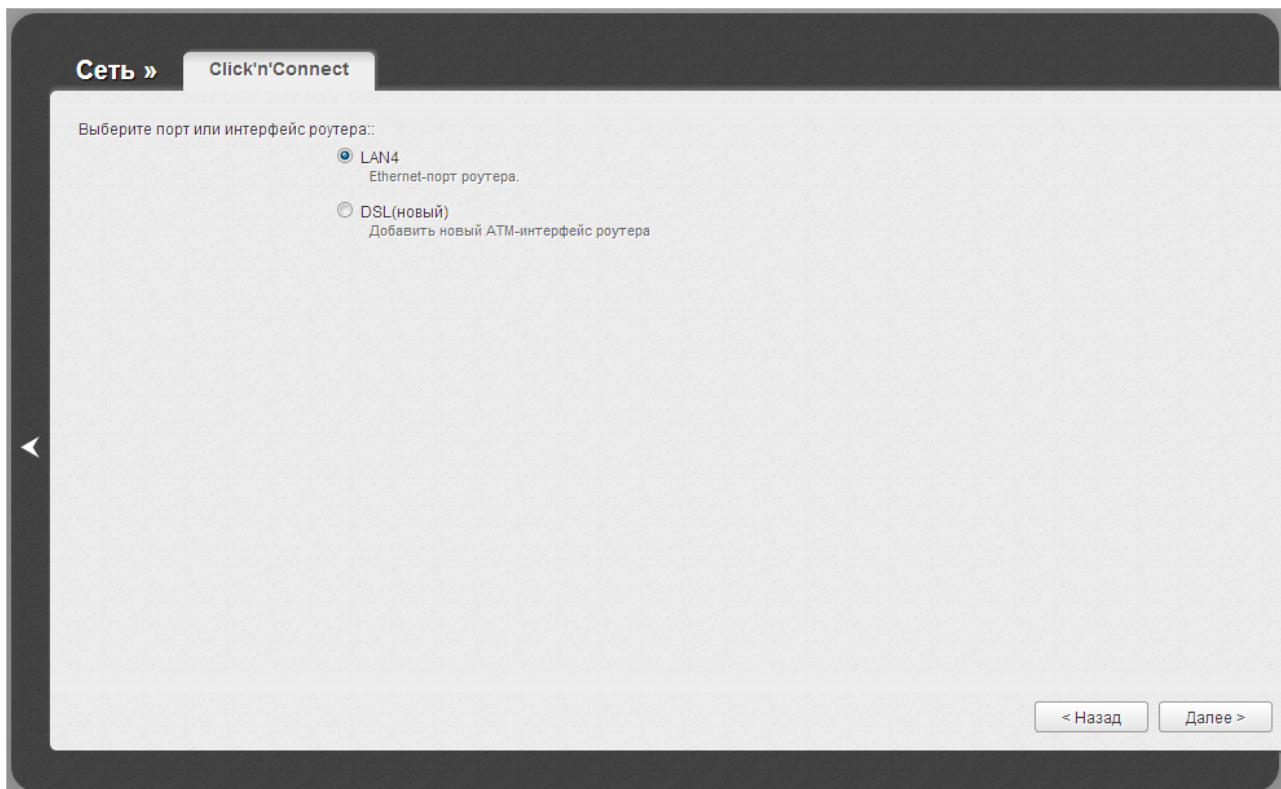 Сеть »
Click'n'Connect
Выберите порт или интерфейс роутера::
LAN4
Ethernet-порт роутера.
DSL(новый)
Добавить новый ATM-интерфейс роутера
< Назад
Далее >